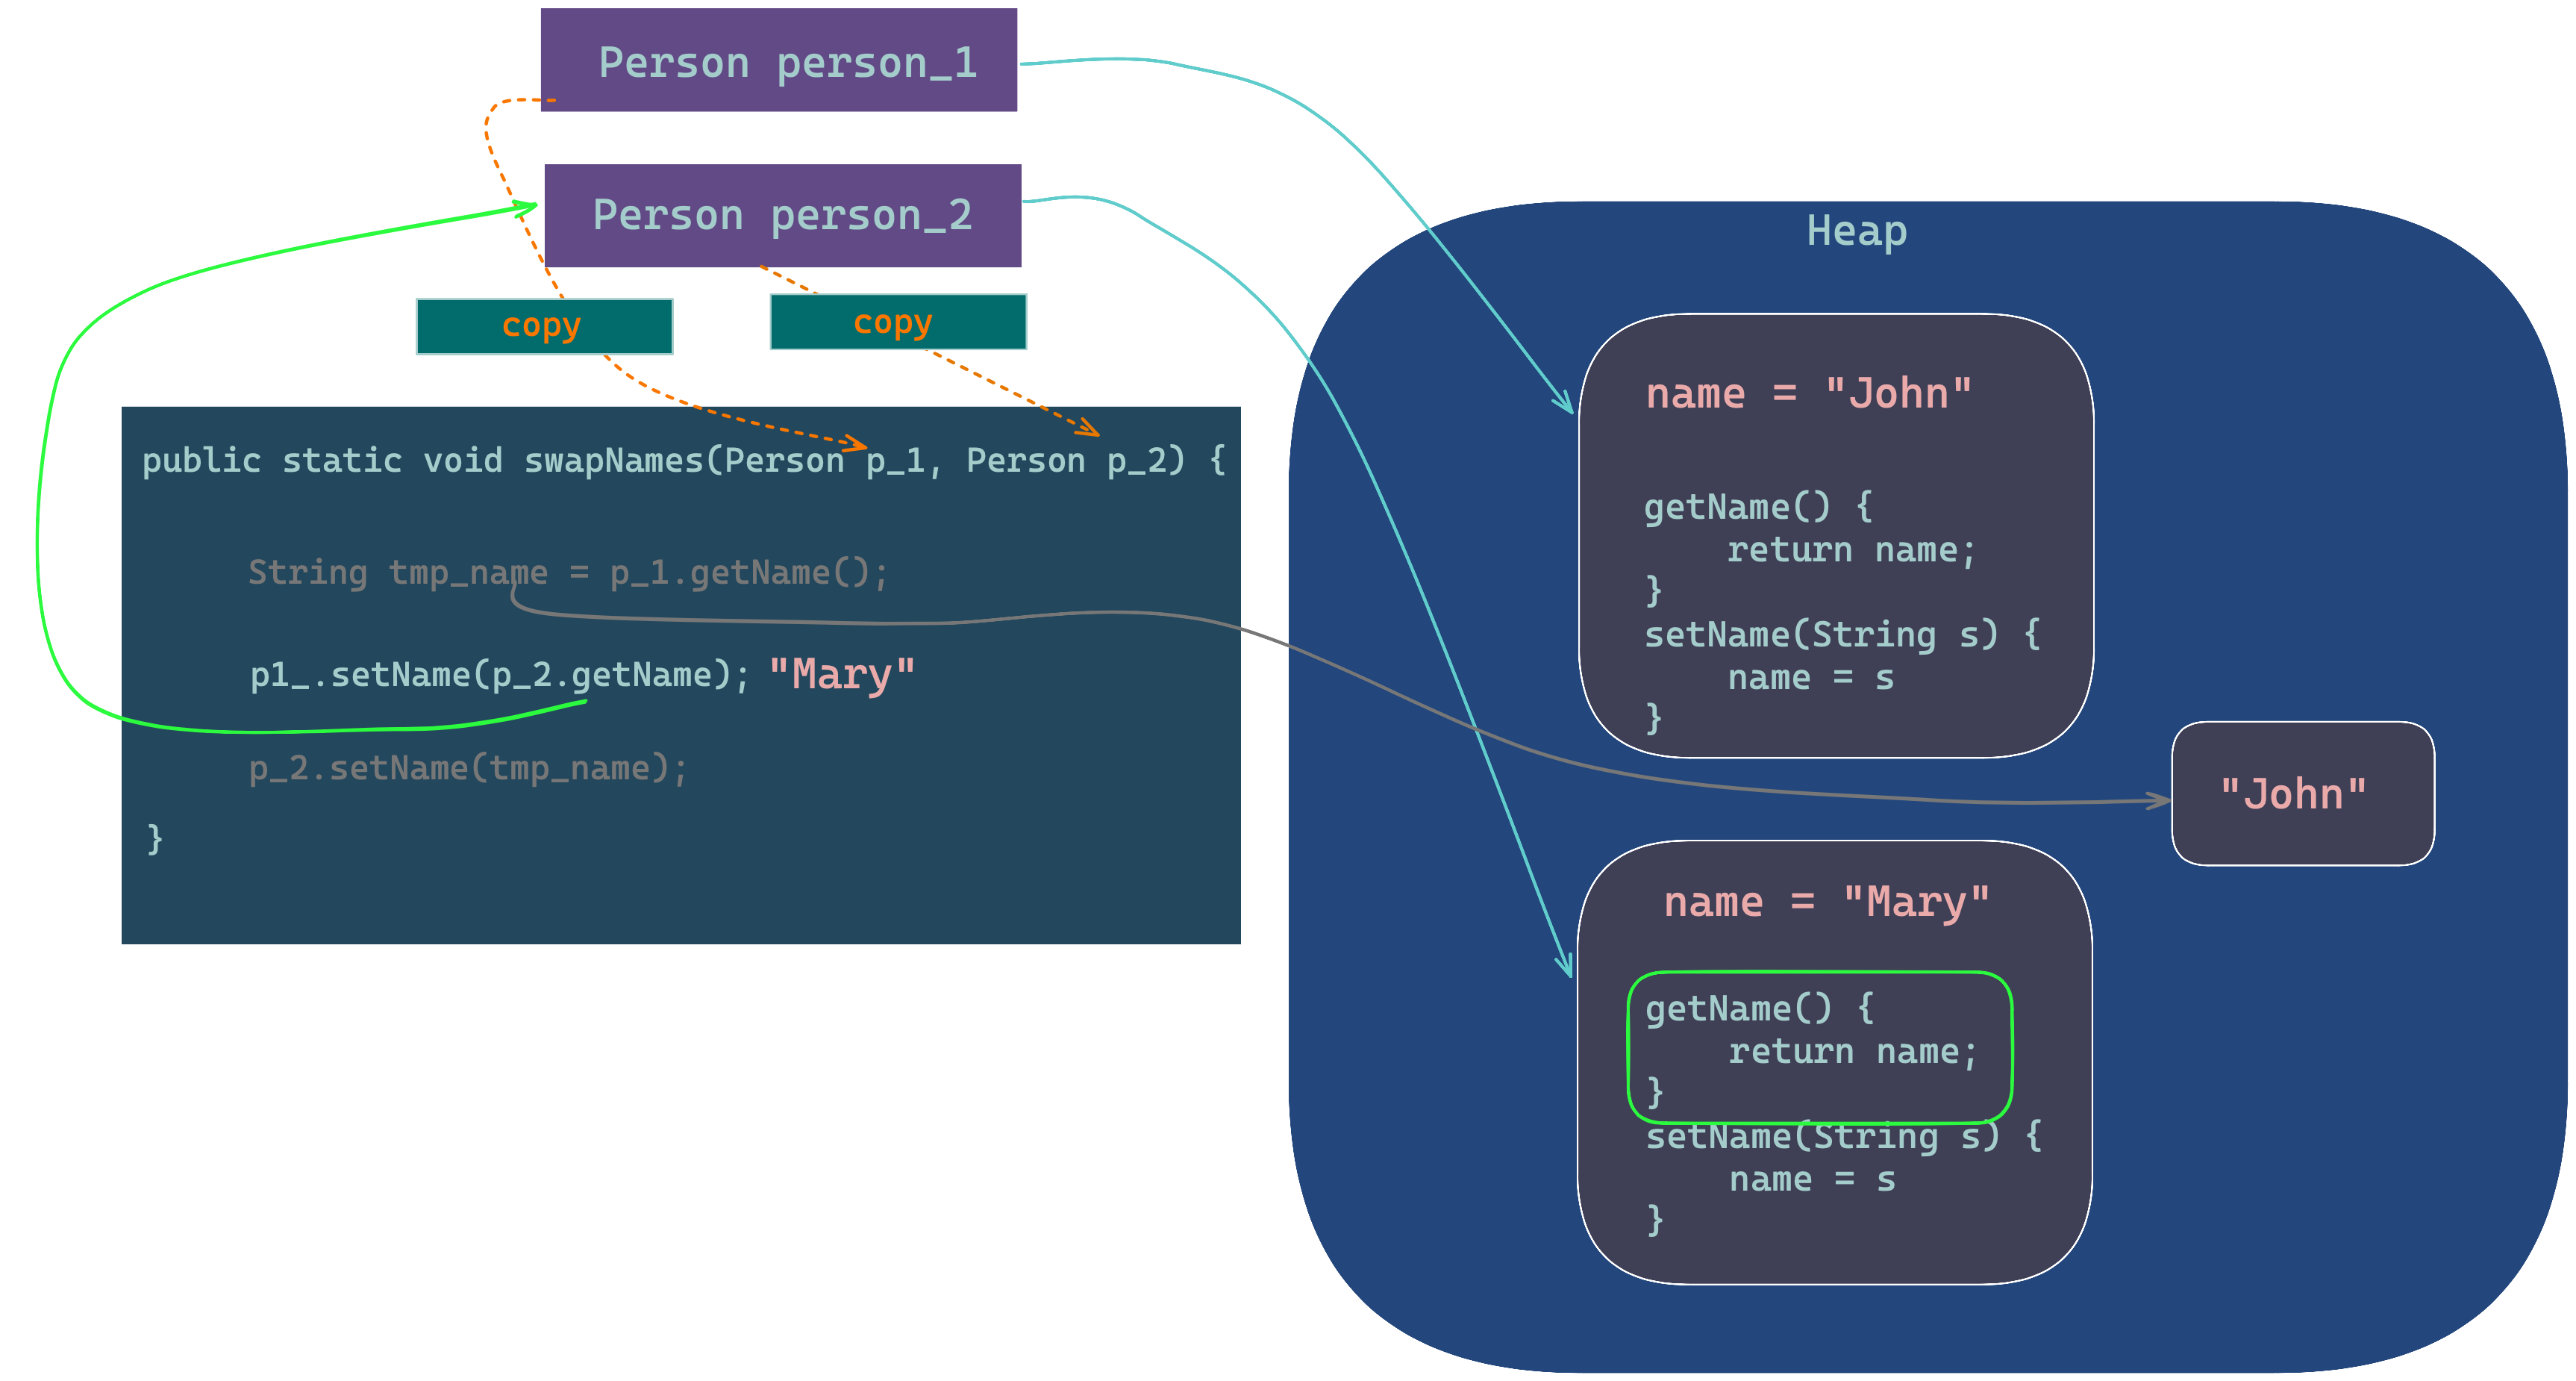 Person person_1
Person person_2
copy
copy
public static void swapNames(Person p_1, Person p_2) {
String tmp_name = p_1.getName();
p1_.setName(p_2.getName); "Mary"
p_2.setName(tmp_name);
}
Heap
name = "John"
getName() {
return name;
}
setName(String s) {
name = s
}
"John"
name = "Mary"
getName() {
return name;
}
setName(String s) {
name = s
}